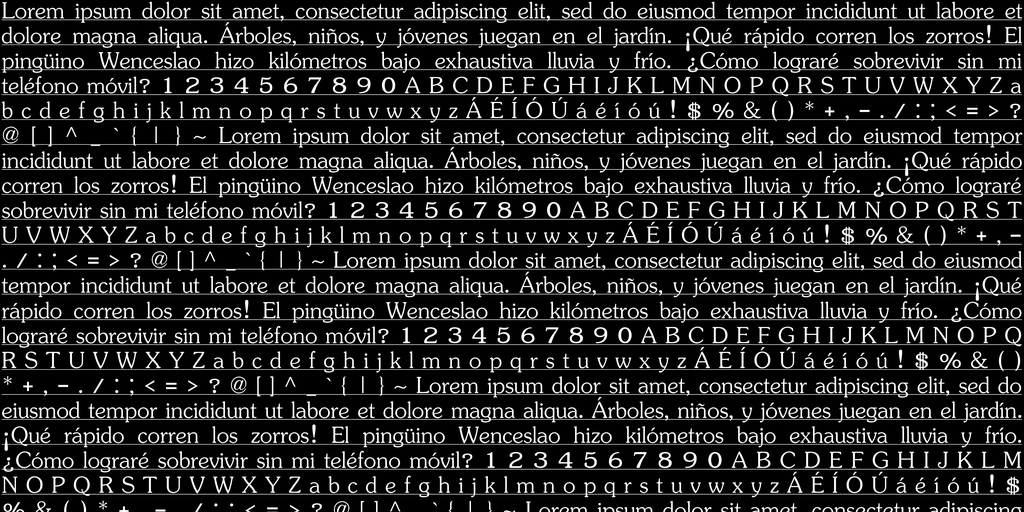 Lorem ipsum dolor sit amet, consectetur adipiscing elit, sed do eiusmod tempor incididunt ut labore et
dolore magna aliqua. Árboles, niños, y jóvenes juegan en el jardín. ¡Qué rápido corren los zorros! El
pingüino Wenceslao hizo kilómetros bajo exhaustiva lluvia y frío. ¿Cómo lograré sobrevivir sin mi
teléfono móvil? 1 2 3 4 5 6 7 8 9 0 A B C D E F G H I J K L M N O P Q R S T U V W X Y Z a
b c d e f g h i j k l m n o p q r s t u v w x y z Á É Í Ó Ú á é í ó ú ! $ % & ( ) * + , - . / : ; < = > ?
@ [ ] ^ _ ` { | } ~ Lorem ipsum dolor sit amet, consectetur adipiscing elit, sed do eiusmod tempor
incididunt ut labore et dolore magna aliqua. Árboles, niños, y jóvenes juegan en el jardín. ¡Qué rápido
corren los zorros! El pingüino Wenceslao hizo kilómetros bajo exhaustiva lluvia y frío. ¿Cómo lograré
sobrevivir sin mi teléfono móvil? 1 2 3 4 5 6 7 8 9 0 A B C D E F G H I J K L M N O P Q R S T
U V W X Y Z a b c d e f g h i j k l m n o p q r s t u v w x y z Á É Í Ó Ú á é í ó ú ! $ % & ( ) * + , -
. / : ; < = > ? @ [ ] ^ _ ` { | } ~ Lorem ipsum dolor sit amet, consectetur adipiscing elit, sed do eiusmod
tempor incididunt ut labore et dolore magna aliqua. Árboles, niños, y jóvenes juegan en el jardín. ¡Qué
rápido corren los zorros! El pingüino Wenceslao hizo kilómetros bajo exhaustiva lluvia y frío. ¿Cómo
lograré sobrevivir sin mi teléfono móvil? 1 2 3 4 5 6 7 8 9 0 A B C D E F G H I J K L M N O P Q
R S T U V W X Y Z a b c d e f g h i j k l m n o p q r s t u v w x y z Á É Í Ó Ú á é í ó ú ! $ % & ( )
* + , - . / : ; < = > ? @ [ ] ^ _ ` { | } ~ Lorem ipsum dolor sit amet, consectetur adipiscing elit, sed do
eiusmod tempor incididunt ut labore et dolore magna aliqua. Árboles, niños, y jóvenes juegan en el jardín.
¡Qué rápido corren los zorros! El pingüino Wenceslao hizo kilómetros bajo exhaustiva lluvia y frío.
¿Cómo lograré sobrevivir sin mi teléfono móvil? 1 2 3 4 5 6 7 8 9 0 A B C D E F G H I J K L M
N O P Q R S T U V W X Y Z a b c d e f g h i j k l m n o p q r s t u v w x y z Á É Í Ó Ú á é í ó ú ! $
% & ( ) * + , - . / : ; < = > ? @ [ ] ^ _ ` { | } ~ Lorem ipsum dolor sit amet, consectetur adipiscing